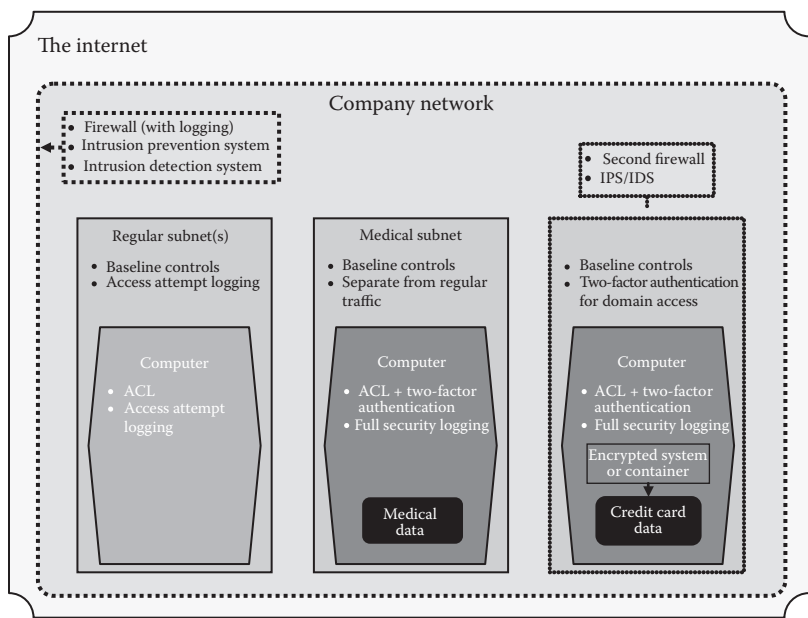 The internet
Company network
• Firewall (with logging)
• Intrusion prevention system
• Intrusion detection system
• Second firewall
• IPS/IDS
Regular subnet(s)
• Baseline controls
• Access attempt logging
Computer
• ACL
• Access attempt
logging
Medical subnet
• Baseline controls
• Separate from regular
traffic
Computer
• ACL + two-factor
authentication
• Full security logging
Medical
data
• Baseline controls
• Two-factor authentication
for domain access
Computer
• ACL + two-factor
authentication
• Full security logging
Encrypted system
or container
Credit card
data